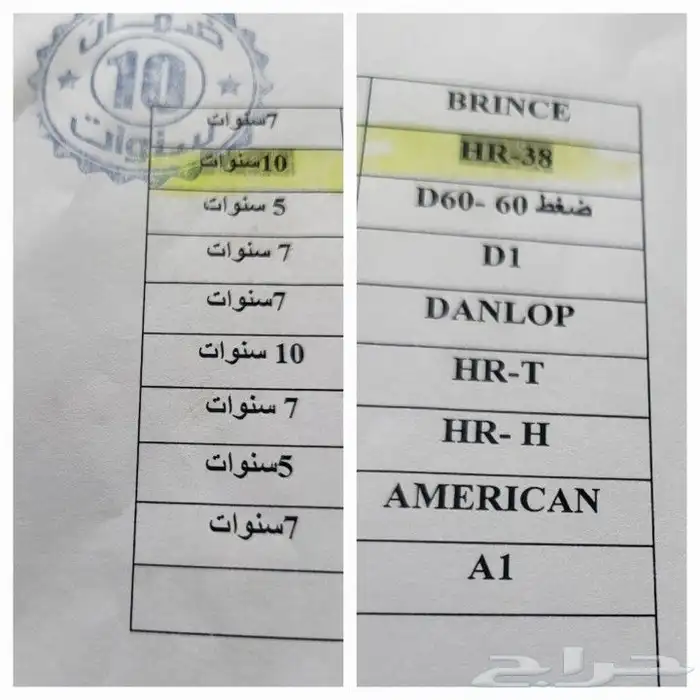 ضمان
10
سنوات
7سنوات
10سنوات
5 سنوات
7 سنوات
7سنوات
10 سنوات
7 سنوات
5سنوات
7سنوات
BRINCE
HR-38
D60- 60 ضغط
D1
DANLOP
HR-T
HR- H
AMERICAN
A1
حراج